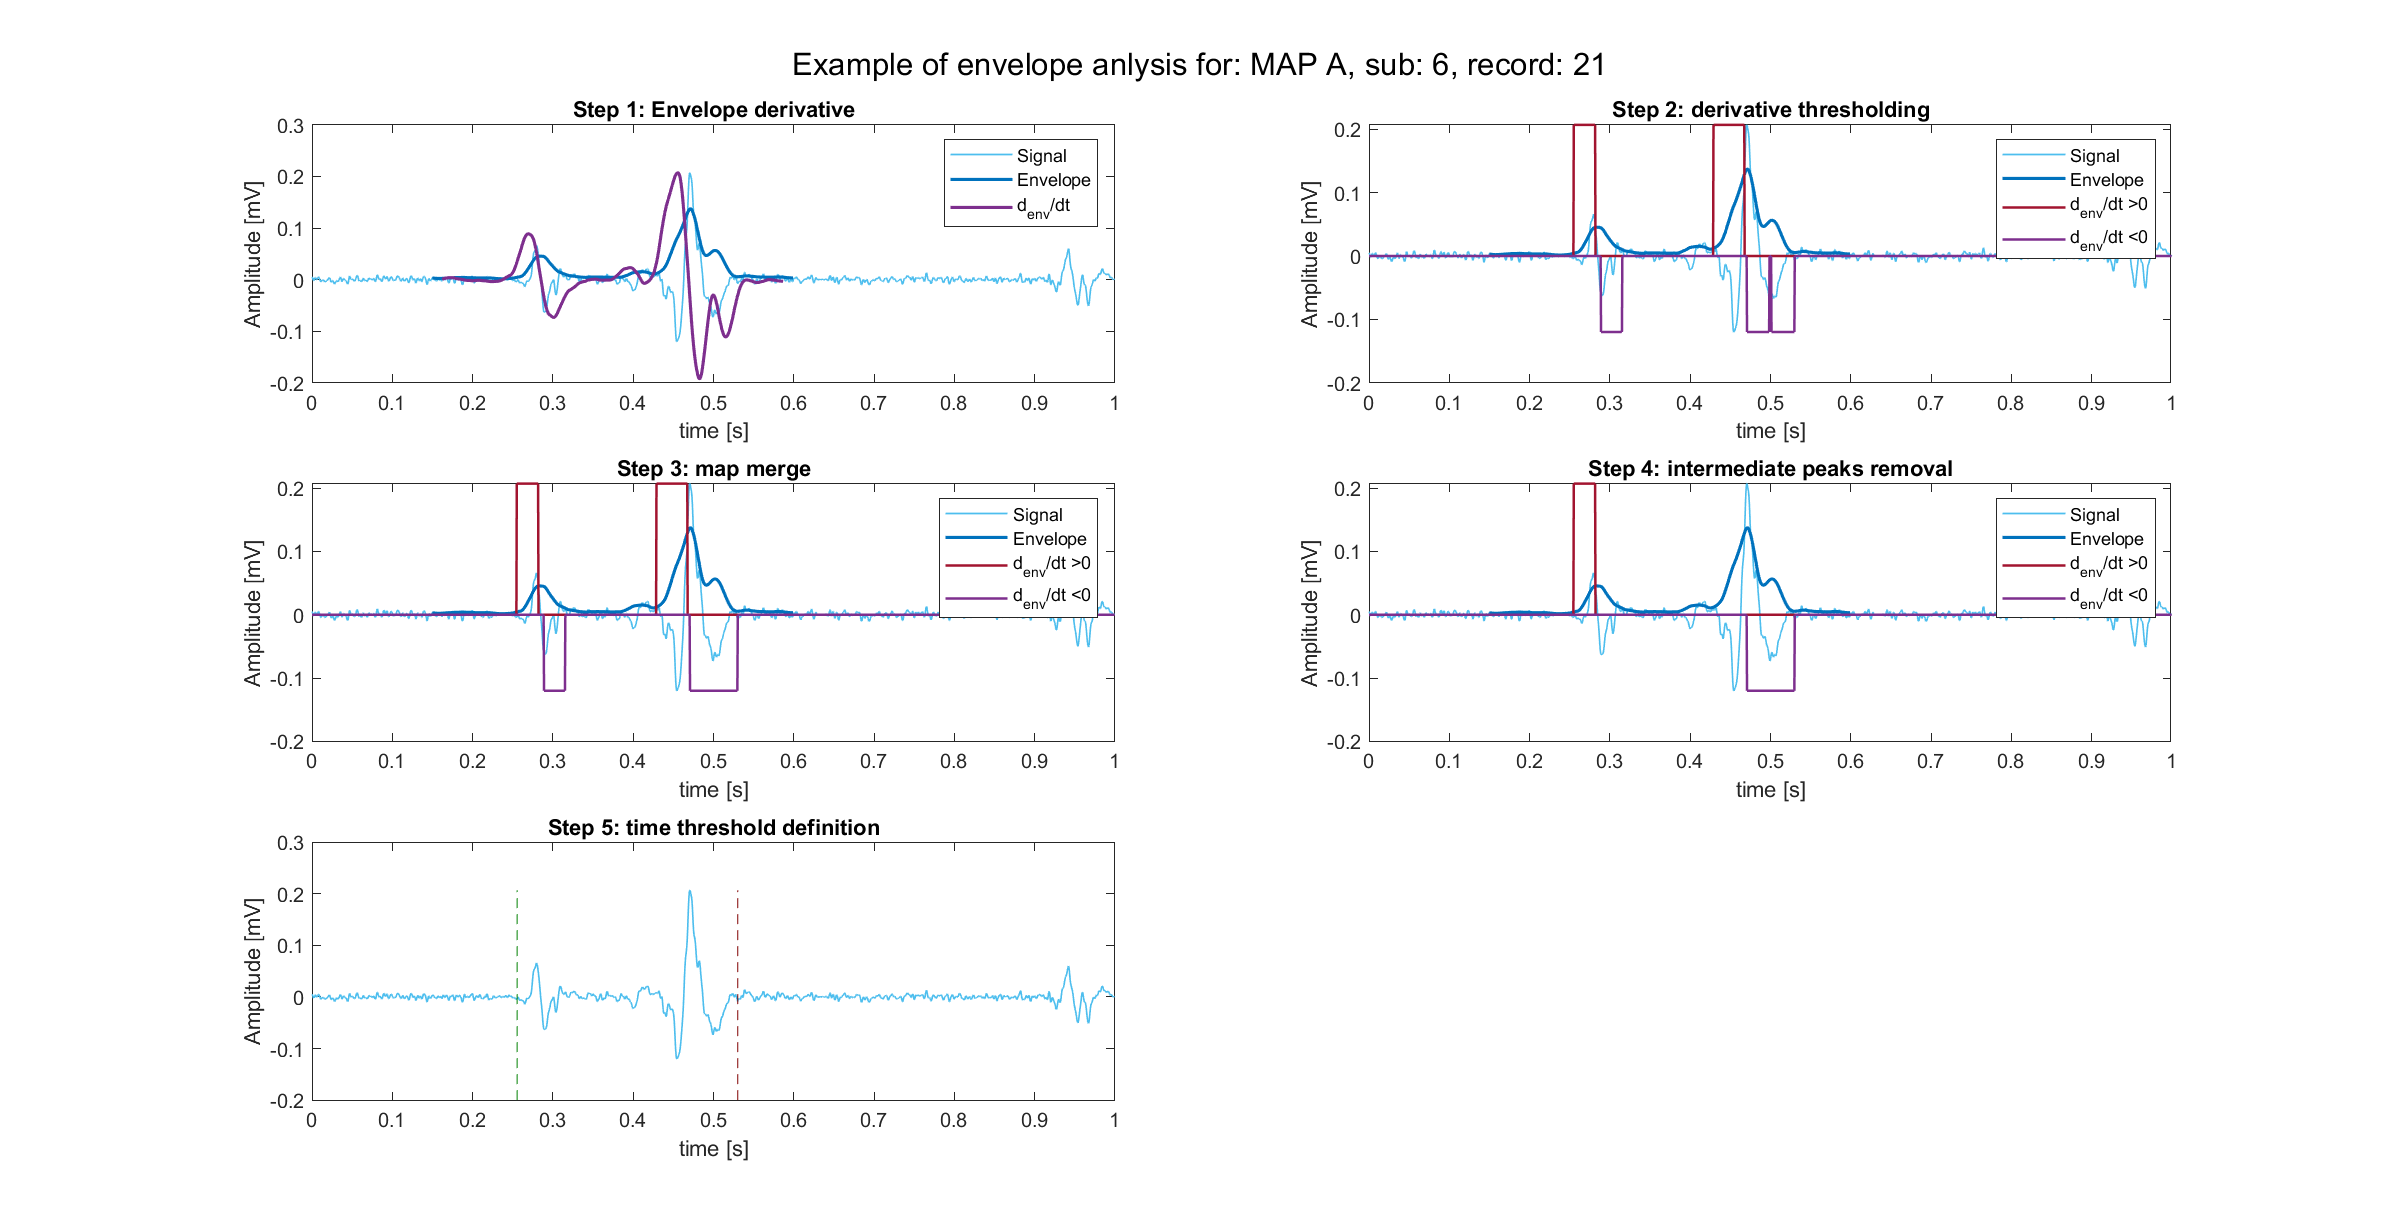 Example of envelope anlysis for: MAP A, sub: 6, record: 21
Step 1: Envelope derivative
0.3
0.2
0.1
0
-0.1
-0.2
Amplitude [mV]
0 0.1 0.2 0.3 0.4 0.5 0.6 0.7 0.8 0.9 1
time [s]
Signal
Envelope
d_env/dt
Step 2: derivative thresholding
0.2
0.1
0
-0.1
-0.2
Amplitude [mV]
0 0.1 0.2 0.3 0.4 0.5 0.6 0.7 0.8 0.9 1
time [s]
Signal
Envelope
d_env/dt >0
d_env/dt <0
Step 3: map merge
0.2
0.1
0
-0.1
-0.2
Amplitude [mV]
0 0.1 0.2 0.3 0.4 0.5 0.6 0.7 0.8 0.9 1
time [s]
Signal
Envelope
d_env/dt >0
d_env/dt <0
Step 4: intermediate peaks removal
0.2
0.1
0
-0.1
-0.2
Amplitude [mV]
0 0.1 0.2 0.3 0.4 0.5 0.6 0.7 0.8 0.9 1
time [s]
Signal
Envelope
d_env/dt >0
d_env/dt <0
Step 5: time threshold definition
0.3
0.2
0.1
0
-0.1
-0.2
Amplitude [mV]
0 0.1 0.2 0.3 0.4 0.5 0.6 0.7 0.8 0.9 1
time [s]